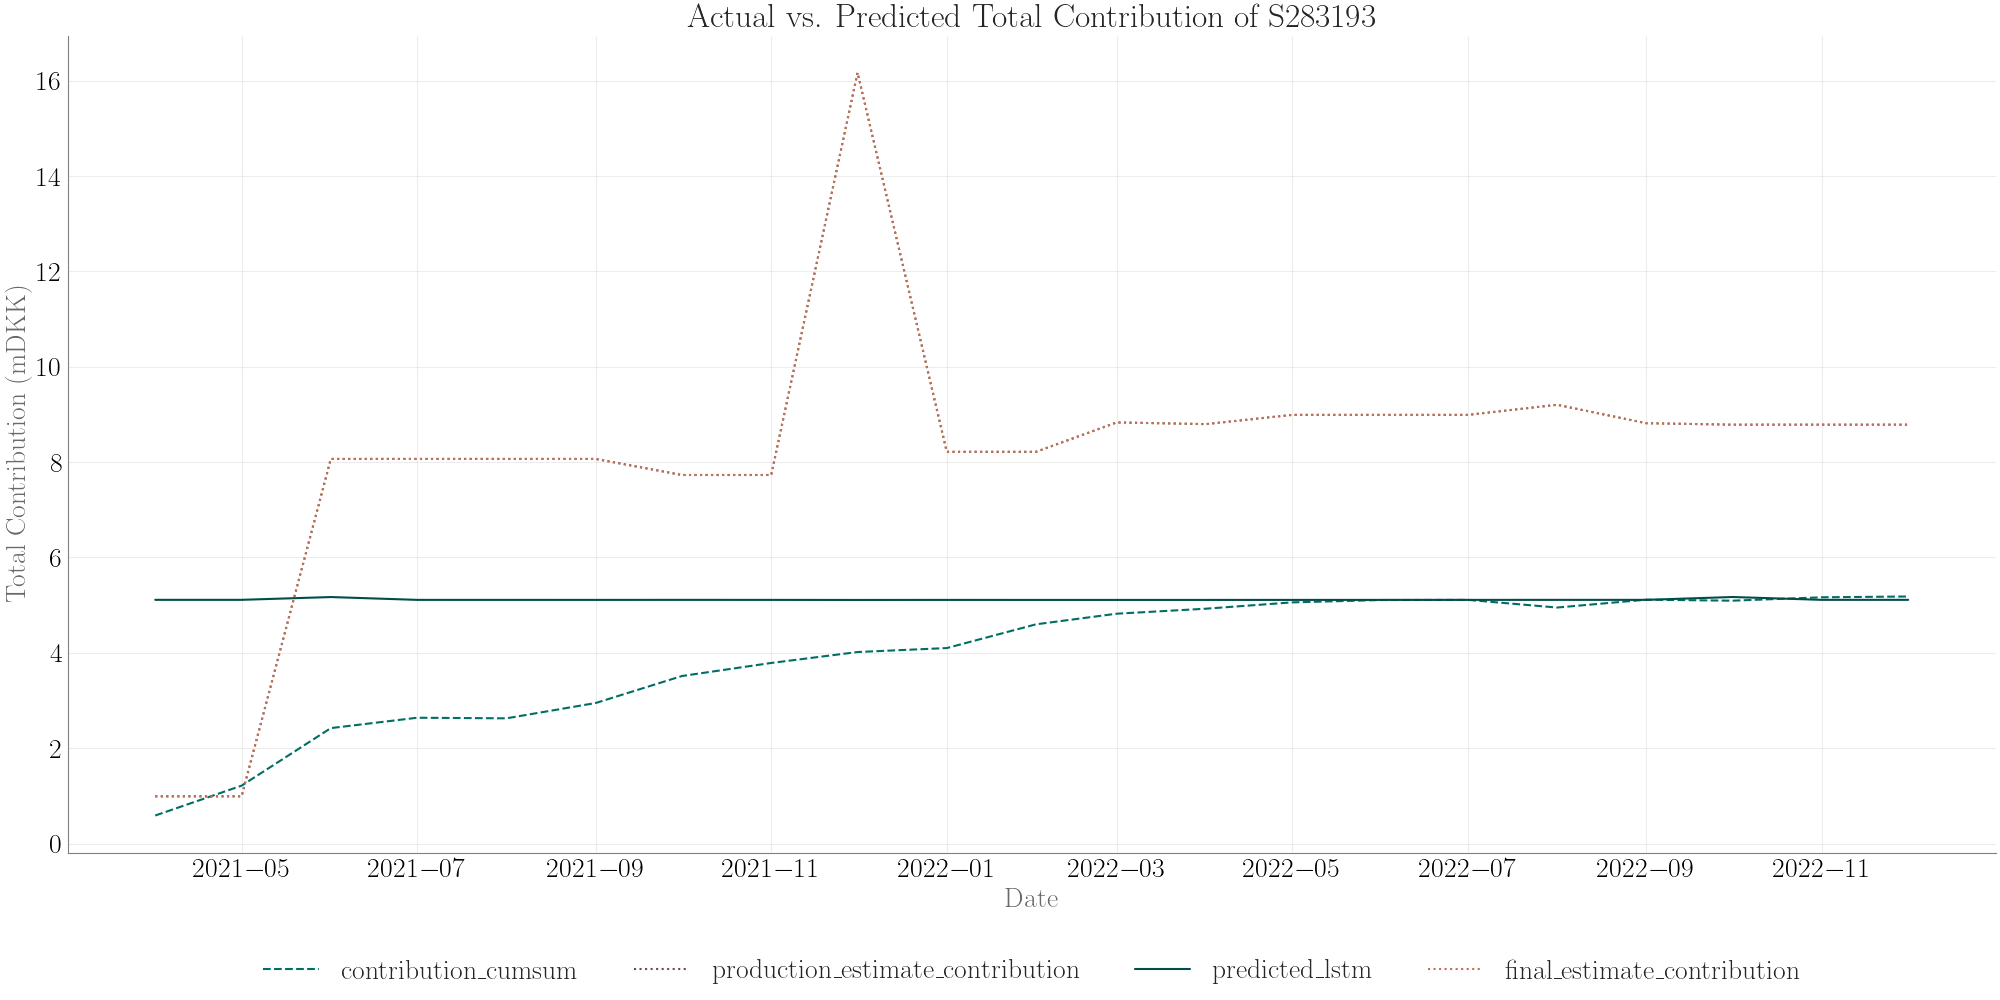 Actual vs. Predicted Total Contribution of S283193
Total Contribution (mDKK)
16
14
12
10
8
6
4
2
0
2021−05 2021−07 2021−09 2021−11 2022−01 2022−03 2022−05 2022−07 2022−09 2022−11
Date
contribution_cumsum production_estimate_contribution predicted_lstm final_estimate_contribution